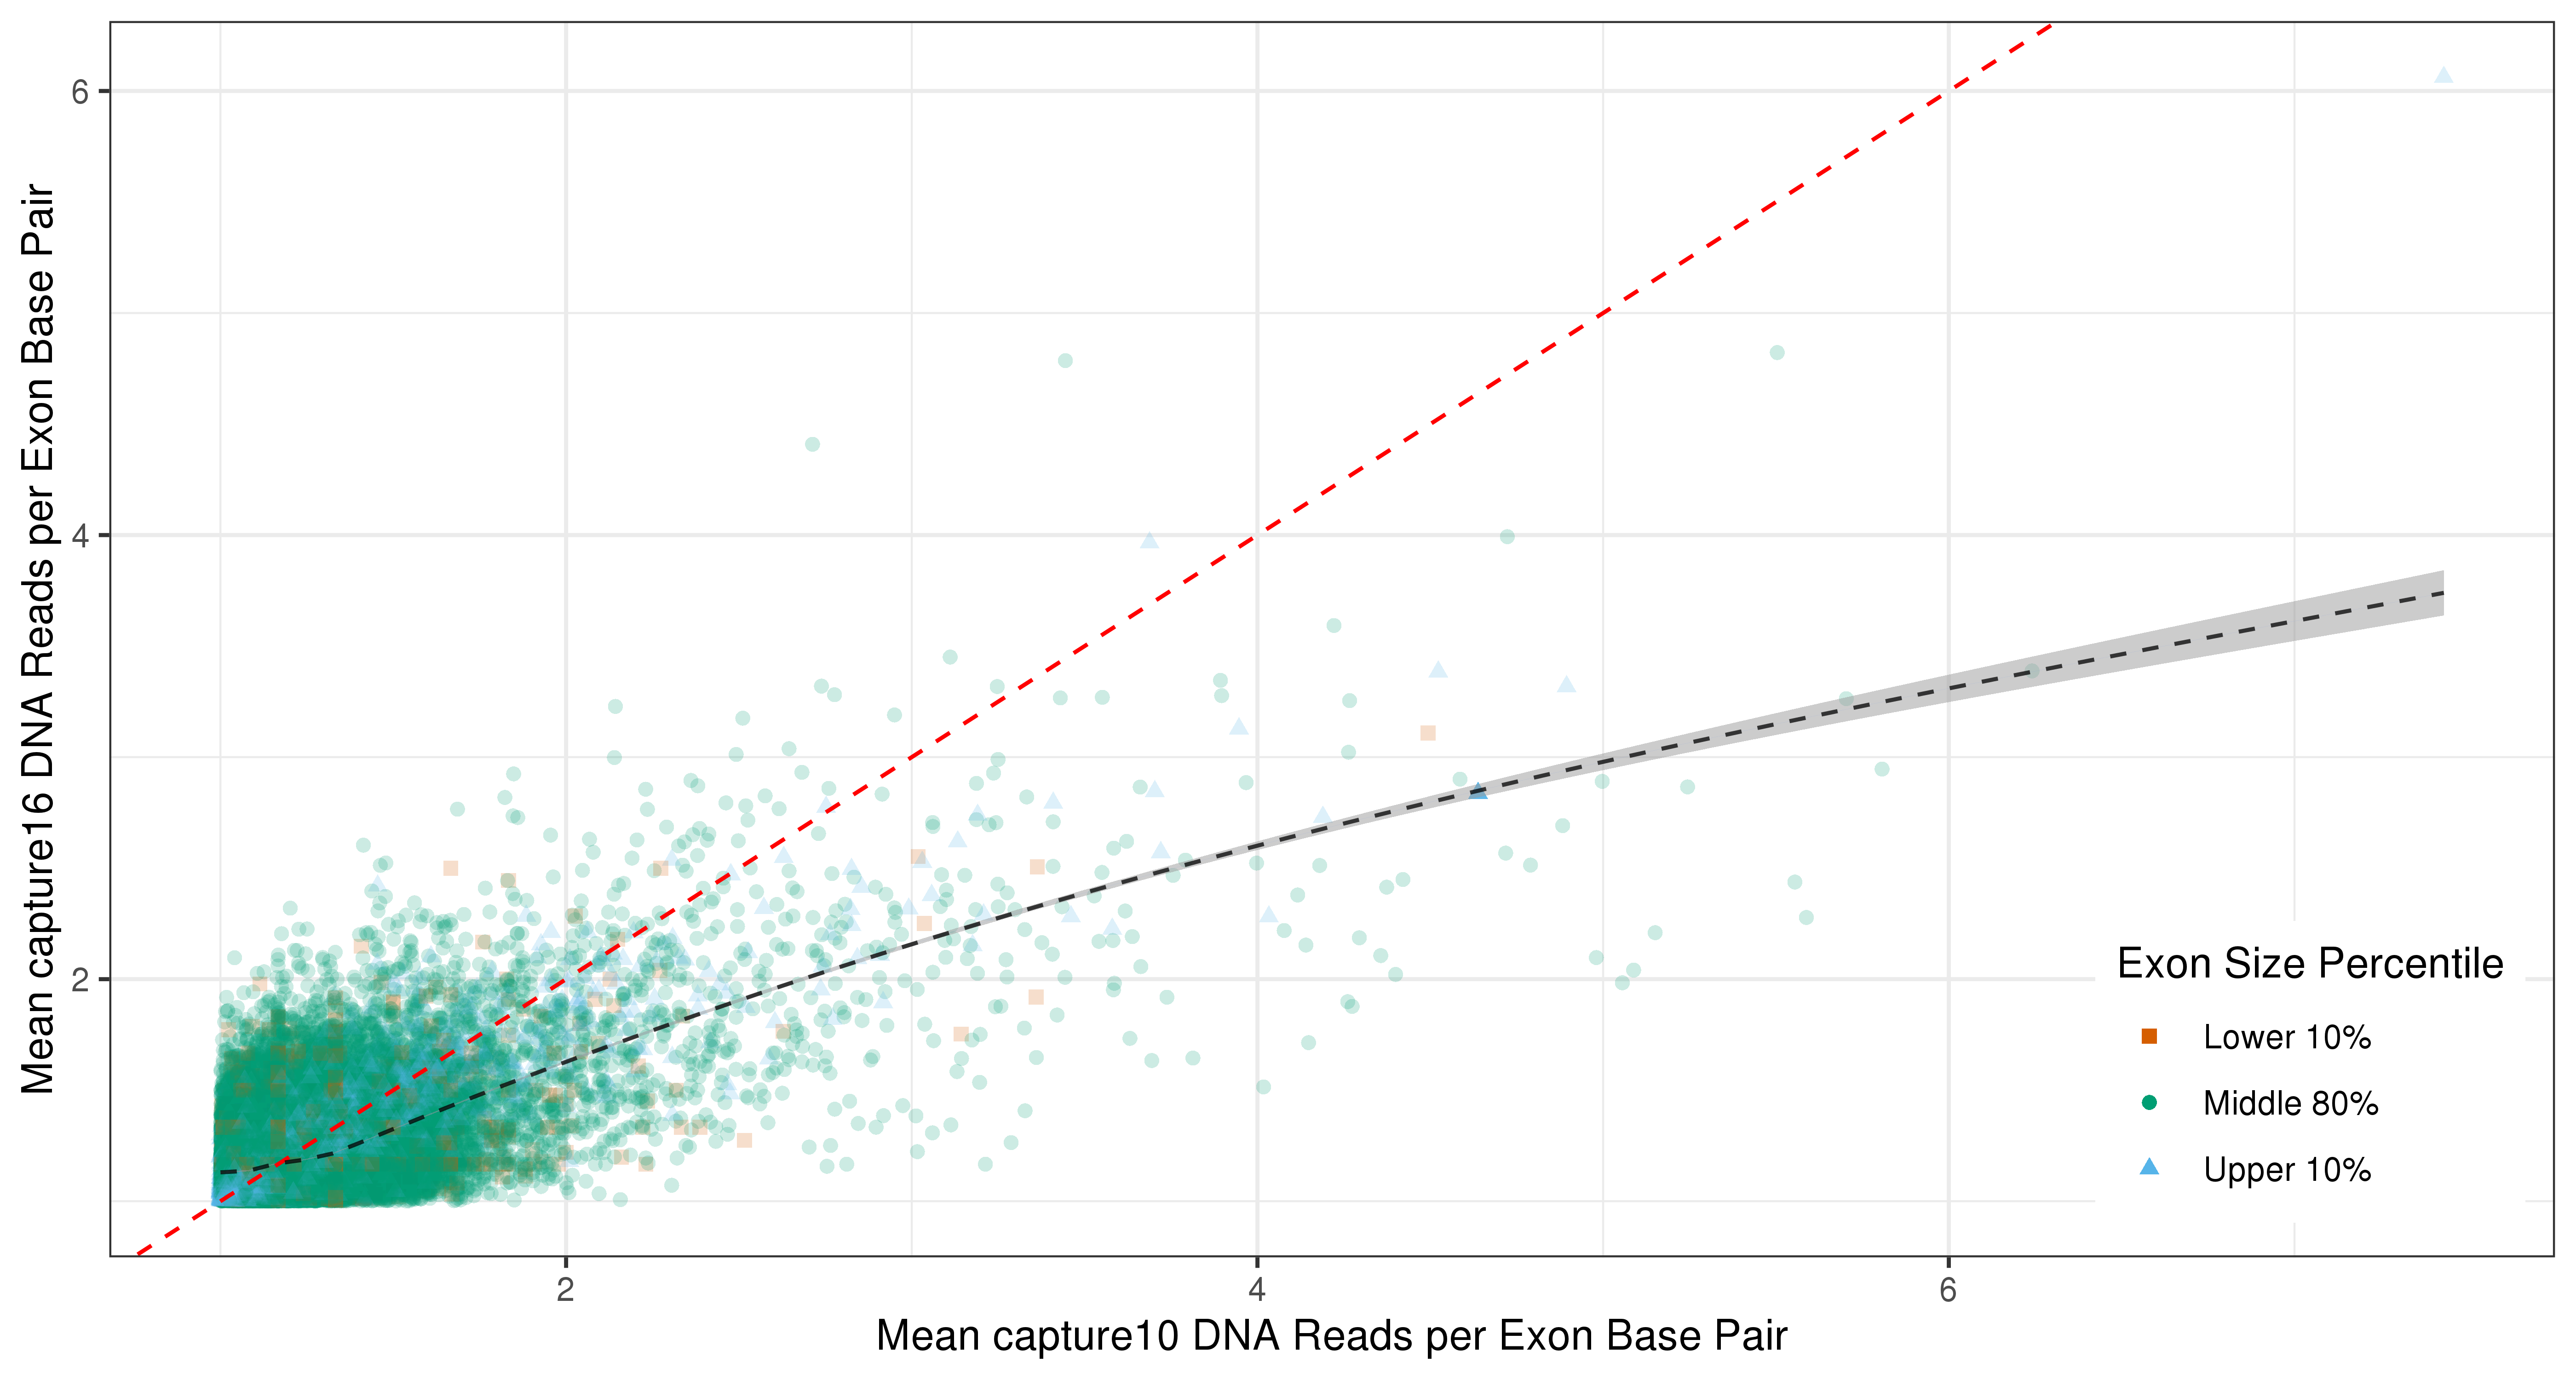 Mean capture16 DNA Reads per Exon Base Pair
6
4
2
Exon Size Percentile
Lower 10%
Middle 80%
Upper 10%
2
4
6
Mean capture10 DNA Reads per Exon Base Pair